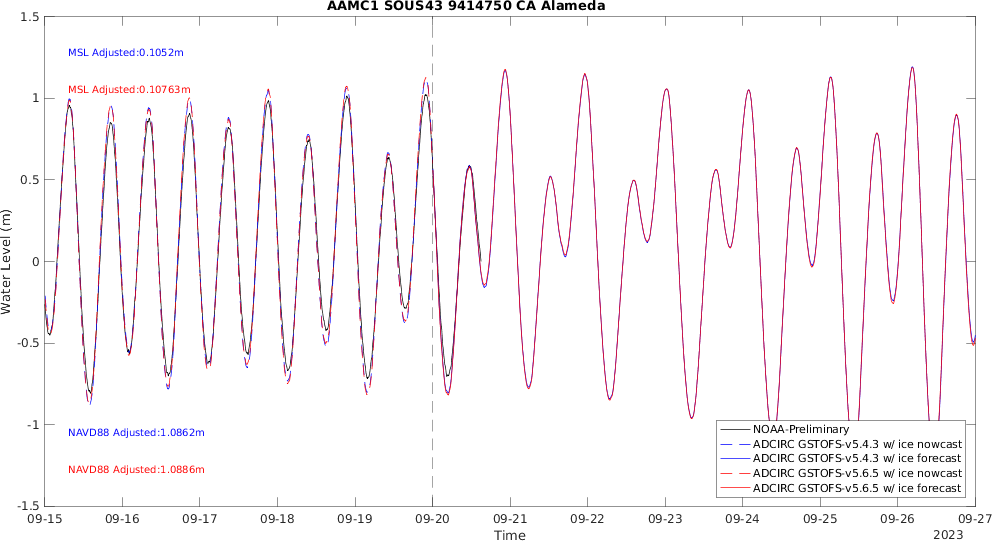 AAMC1 SOUS43 9414750 CA Alameda
1.5
MSL Adjusted:0.1052m
MSL Adjusted:0.10763m
1
0.5
0
Water Level (m)
-0.5
-1
NAVD88 Adjusted:1.0862m
NAVD88 Adjusted:1.0886m
NOAA-Preliminary
ADCIRC GSTOFS-v5.4.3 w/ ice nowcast
ADCIRC GSTOFS-v5.4.3 w/ ice forecast
ADCIRC GSTOFS-v5.6.5 w/ ice nowcast
ADCIRC GSTOFS-v5.6.5 w/ ice forecast
-1.5
09-15 09-16 09-17 09-18 09-19 09-20 09-21 09-22 09-23 09-24 09-25 09-26 09-27
Time
2023